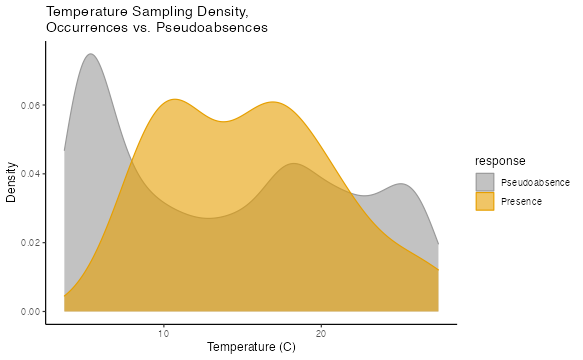 Temperature Sampling Density,
Occurrences vs. Pseudoabsences
Density
0.06
0.04
0.02
0.00
10
20
Temperature (C)
response
Pseudoabsence
Presence